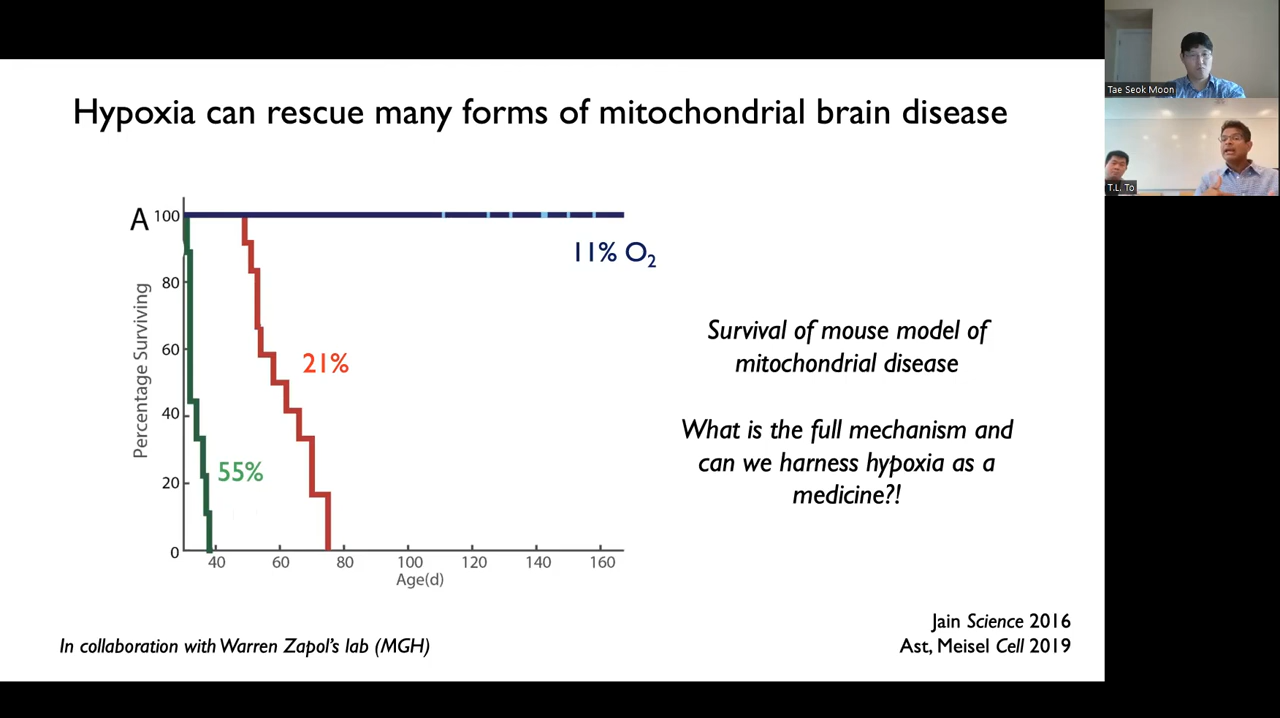 Hypoxia can rescue many forms of mitochondrial brain disease
A
100
80
60
40
20
0
Percentage Surviving
40 60 80 100 120 140 160
Age(d)
11% O₂
21%
55%
Survival of mouse model of
mitochondrial disease
What is the full mechanism and
can we harness hypoxia as a
medicine?!
In collaboration with Warren Zapol's lab (MGH)
Jain Science 2016
Ast, Meisel Cell 2019
Tae Seok Moon
T.L. To